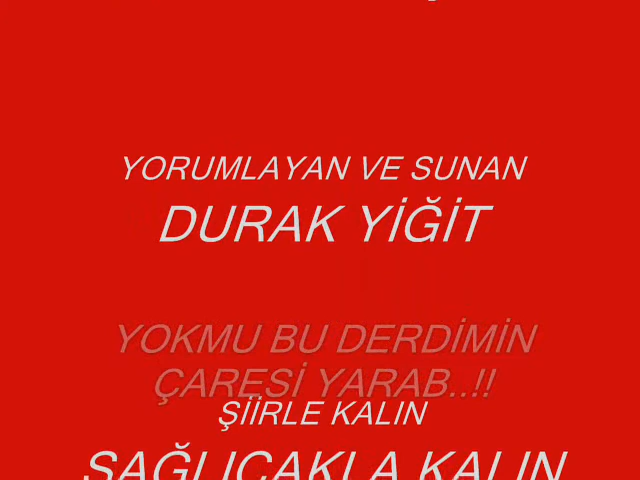 YORUMLAYAN VE SUNAN
DURAK YİĞİT
YOKMU BU DERDİMİN
ÇARESİ YARAB..!!
ŞİİRLE KALIN
SAĞLICAKLA KALIN